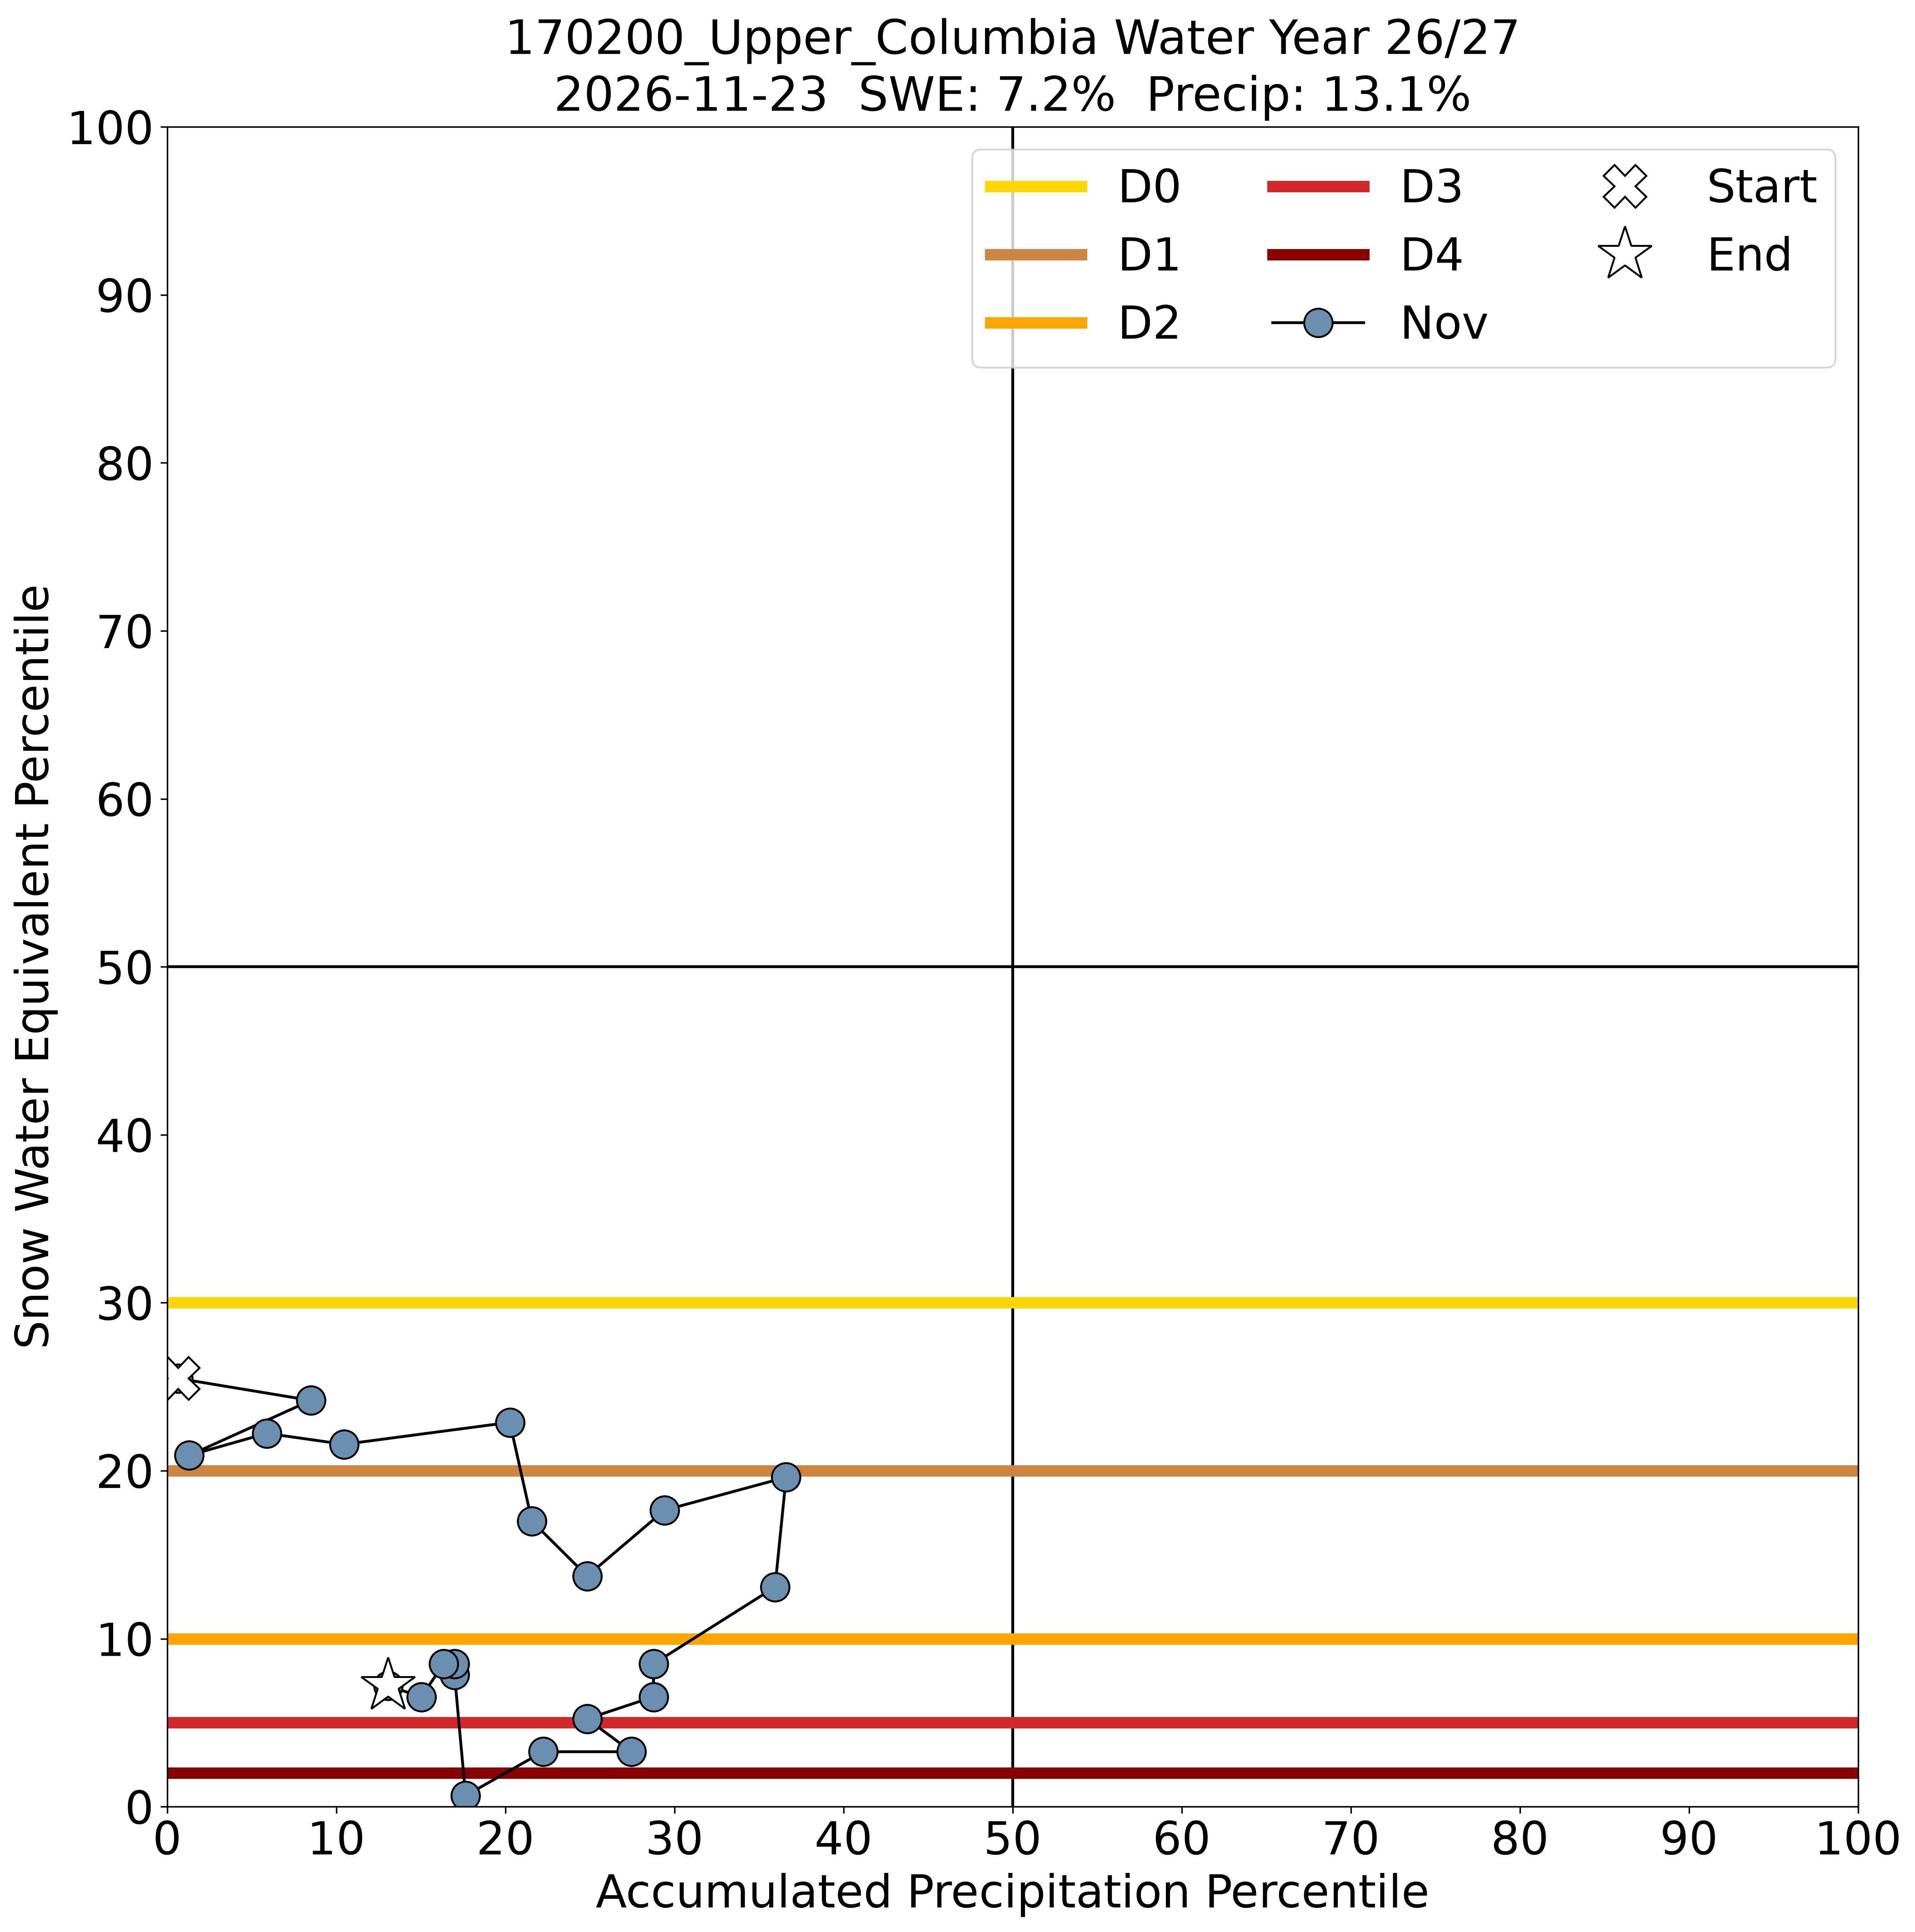 170200_Upper_Columbia Water Year 26/27
2026-11-23  SWE: 7.2%  Precip: 13.1%
100
90
80
70
60
50
40
30
20
10
0
Snow Water Equivalent Percentile
D0
D1
D2
D3
D4
Nov
Start
End
0 10 20 30 40 50 60 70 80 90 100
Accumulated Precipitation Percentile